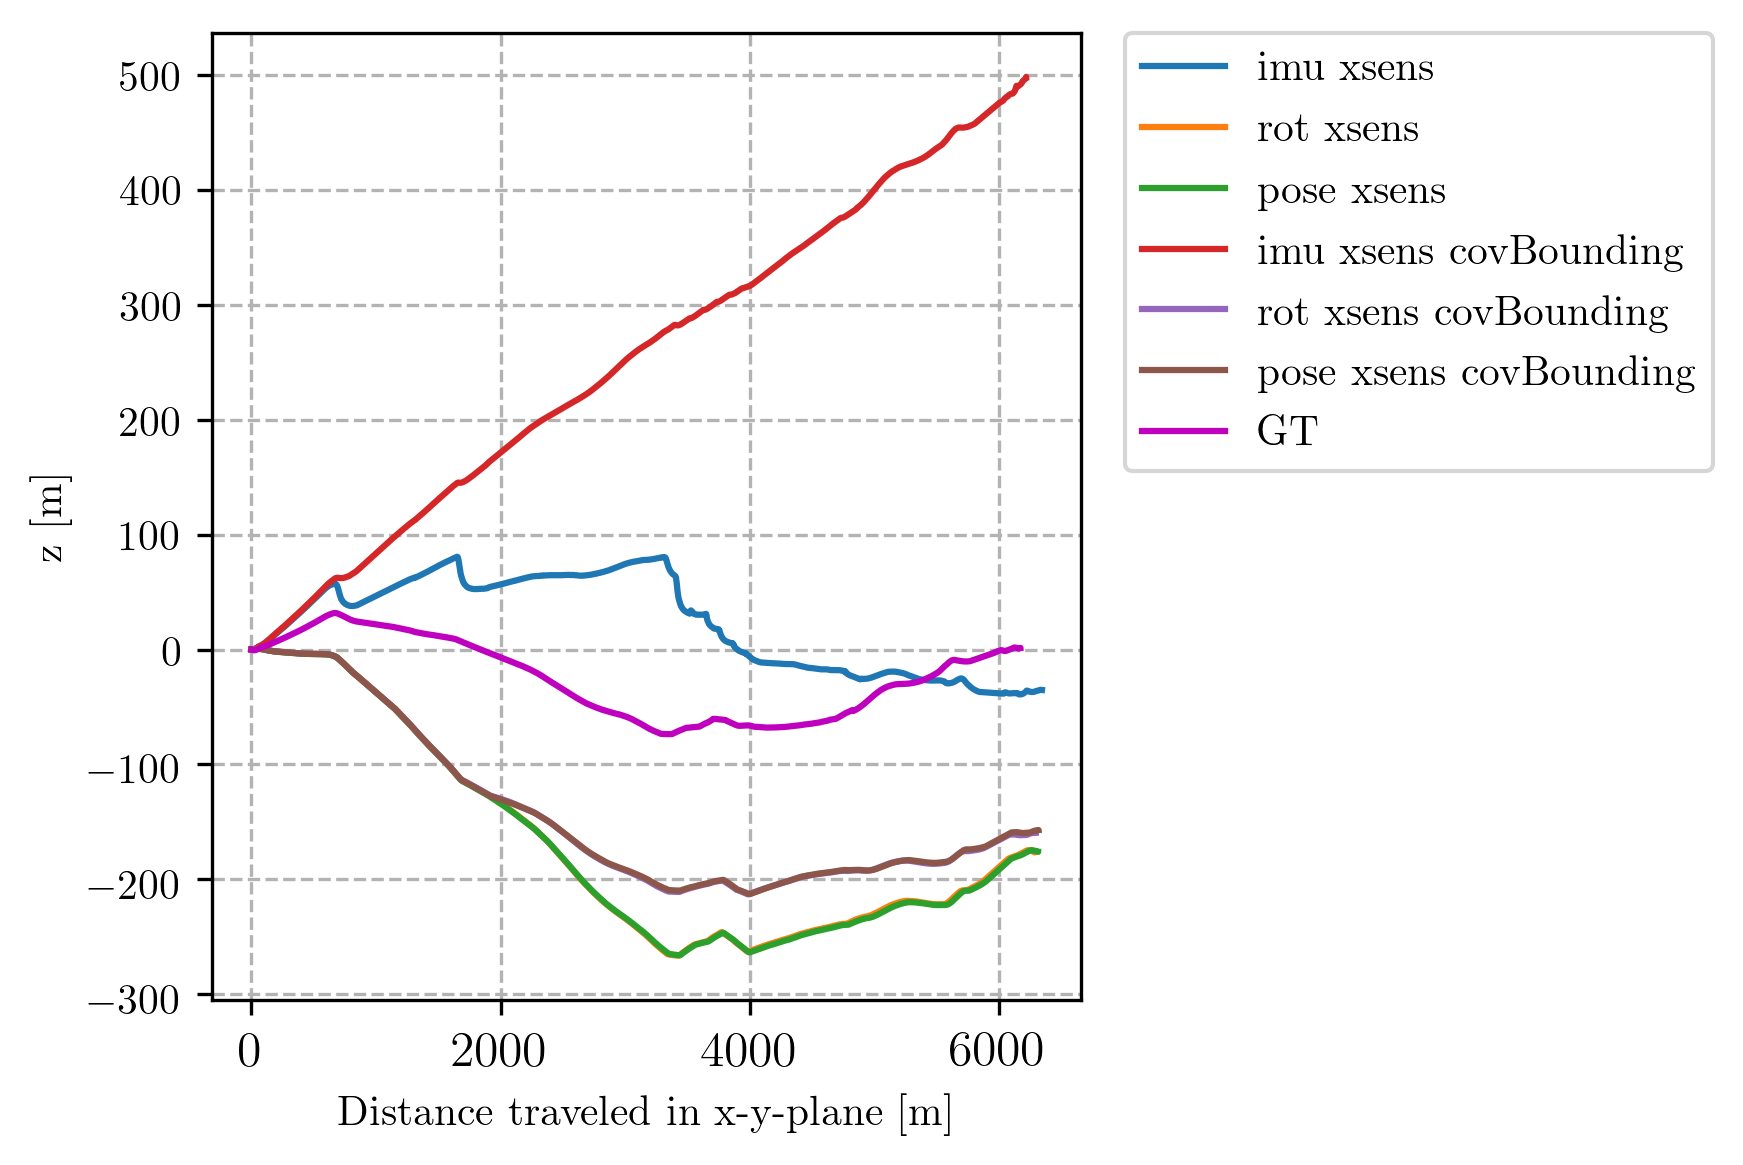 500
400
300
200
100
0
−100
−200
−300
z [m]
0 2000 4000 6000
Distance traveled in x-y-plane [m]
imu xsens
rot xsens
pose xsens
imu xsens covBounding
rot xsens covBounding
pose xsens covBounding
GT